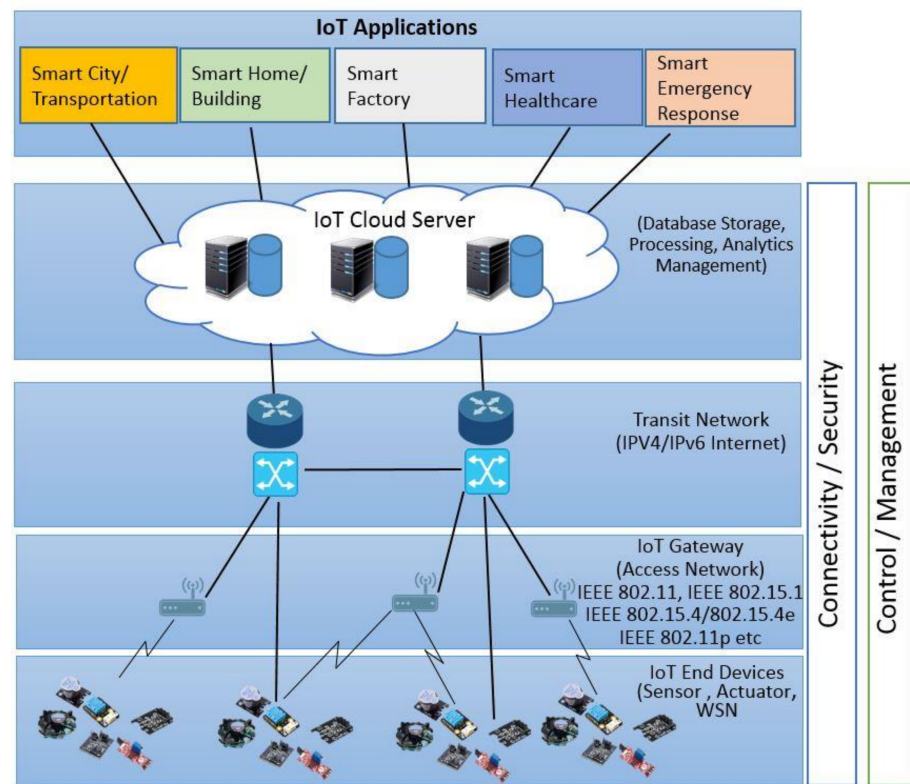 IoT Applications
Smart City/
Transportation
Smart Home/
Building
Smart
Factory
Smart
Healthcare
Smart
Emergency
Response
IoT Cloud Server
(Database Storage,
Processing, Analytics
Management)
Transit Network
(IPV4/IPv6 Internet)
IoT Gateway
(Access Network)
IEEE 802.11, IEEE 802.15.1
IEEE 802.15.4/802.15.4e
IEEE 802.11p etc
IoT End Devices
(Sensor , Actuator,
WSN
Connectivity / Security
Control / Management